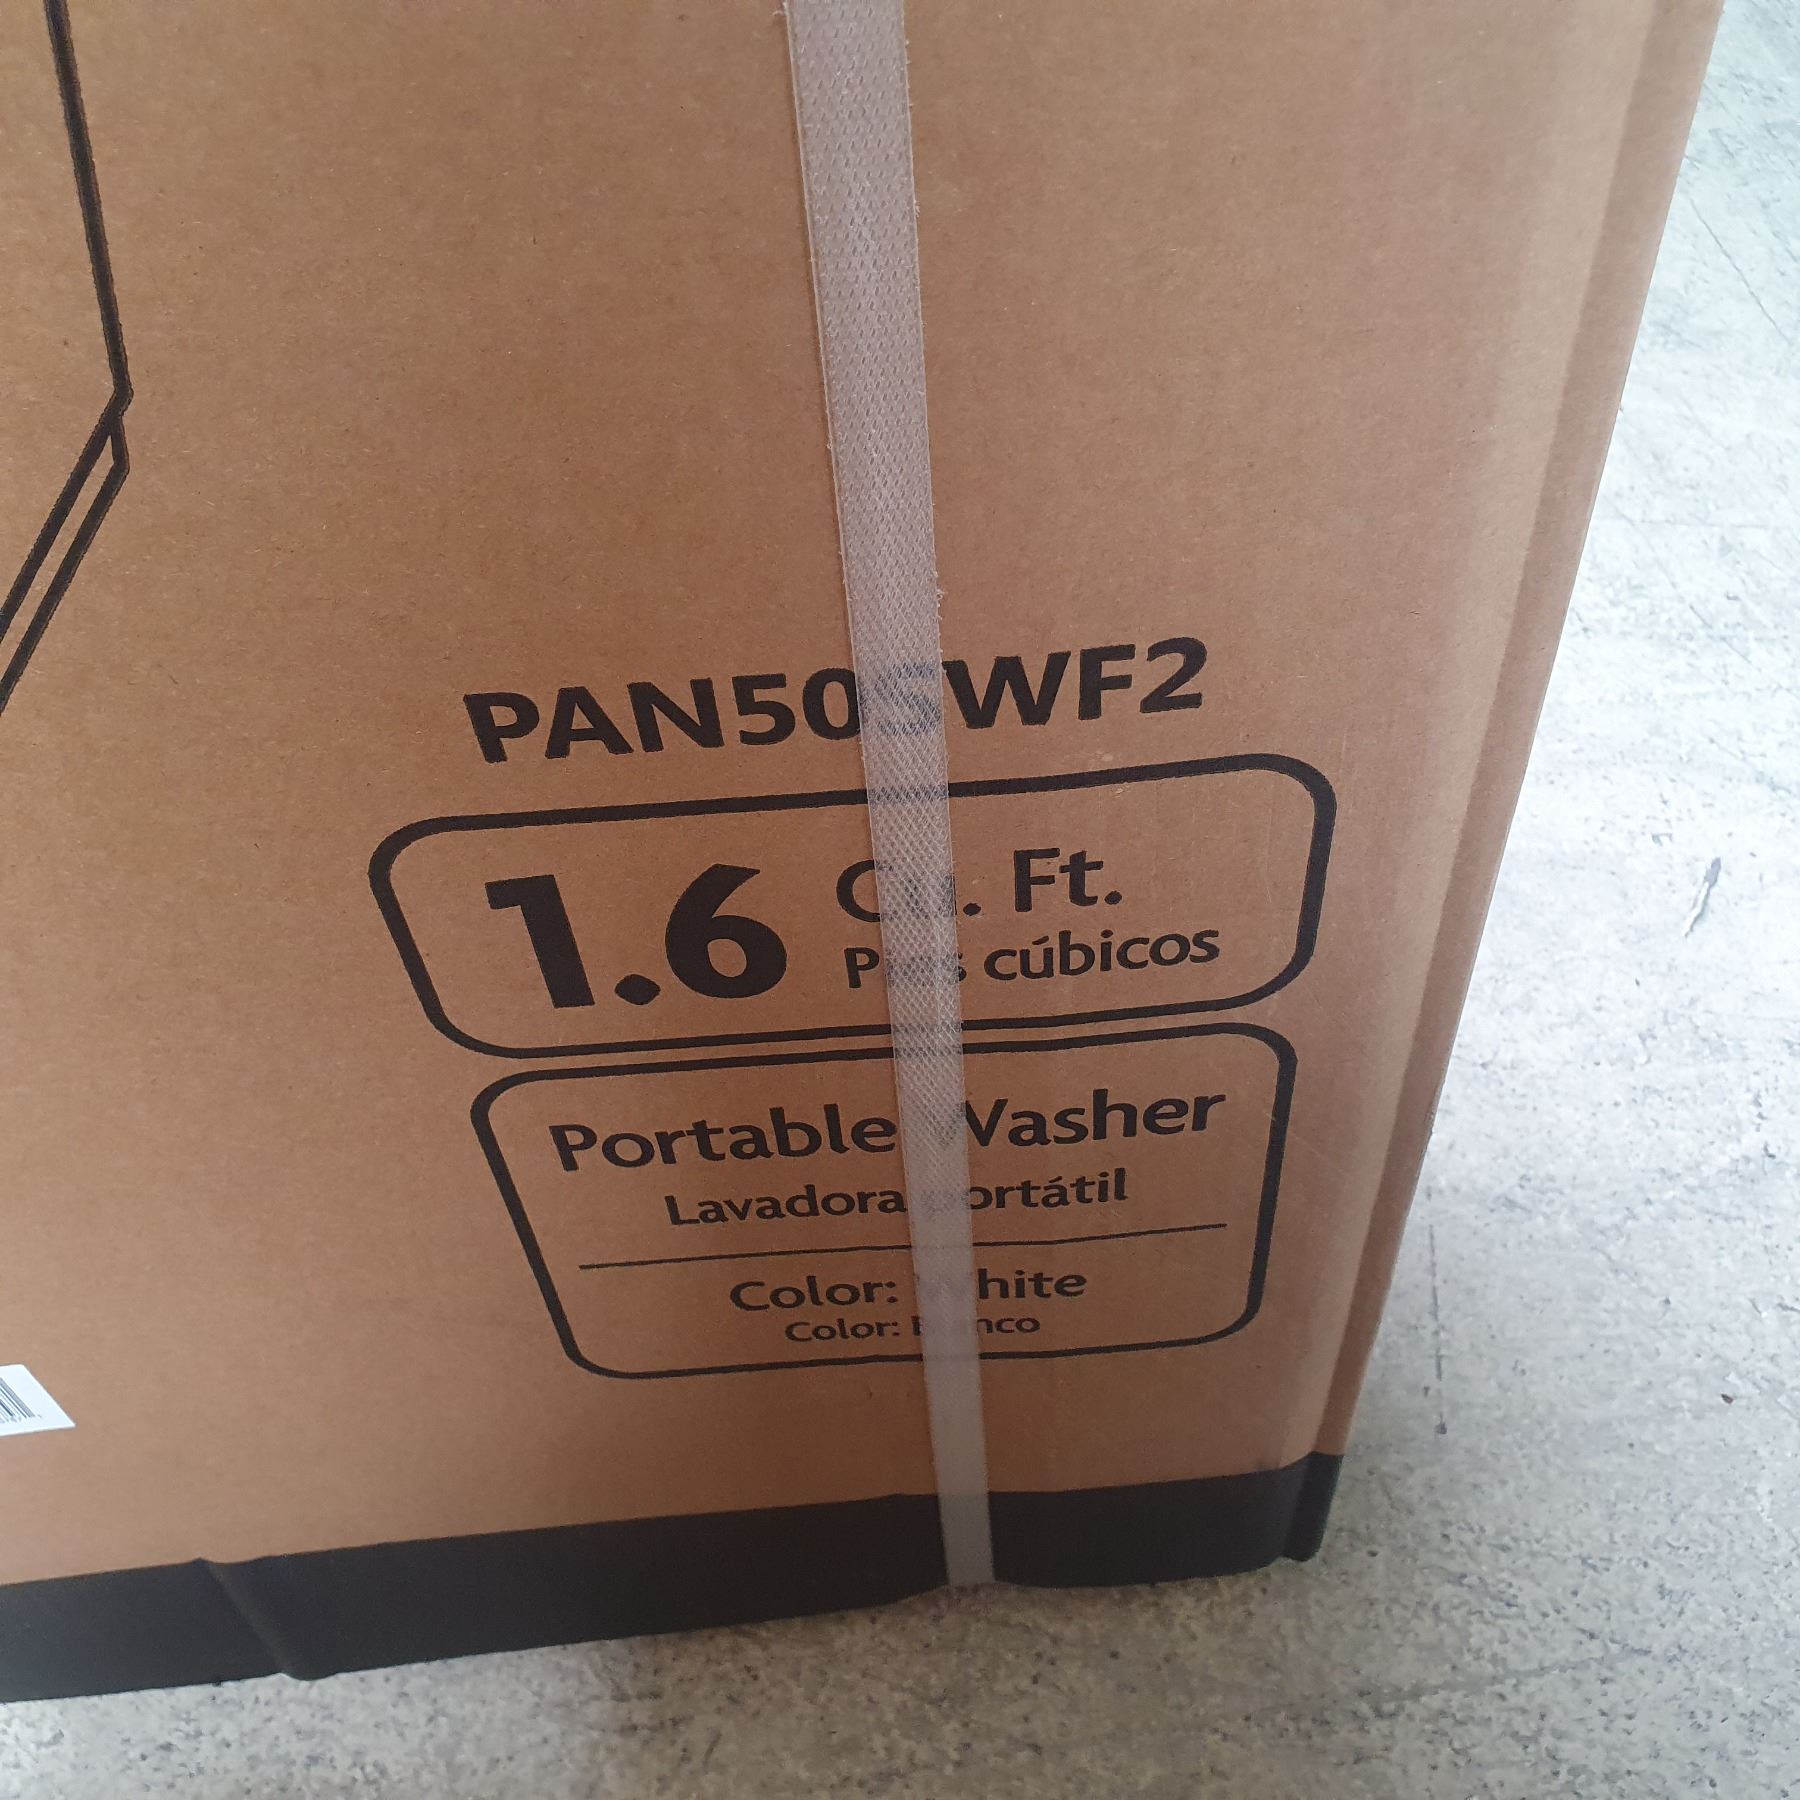 PAN50SWF2
1.6 Cu. Ft.
Pies cúbicos
Portable Washer
Lavadora portátil
Color: White
Color: Blanco